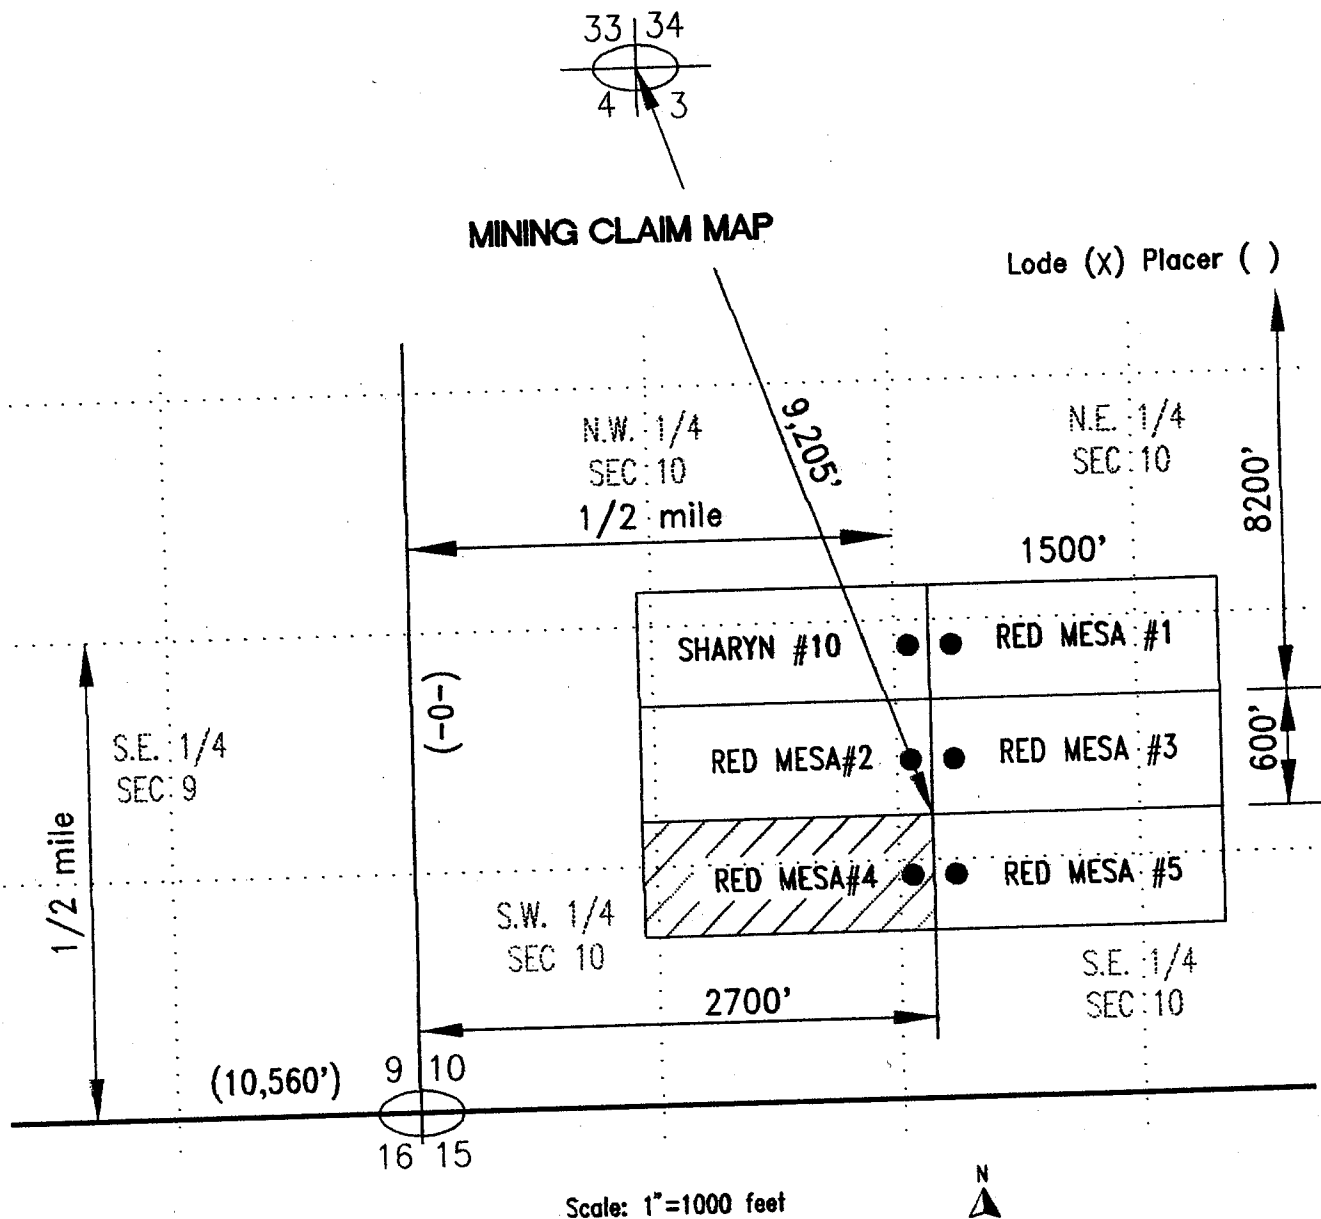 33 34
4 3
MINING CLAIM MAP
Lode (X) Placer ( )
N.W. 1/4
SEC 10
1/2 mile
9,205'
N.E. 1/4
SEC 10
8200'
1500'
SHARYN #10
RED MESA #1
(-0-)
S.E. 1/4
SEC 9
RED MESA#2
RED MESA #3
600'
1/2 mile
RED MESA#4
RED MESA #5
S.W. 1/4
SEC 10
S.E. 1/4
SEC 10
2700'
(10,560')
9 10
16 15
N
Scale: 1"=1000 feet